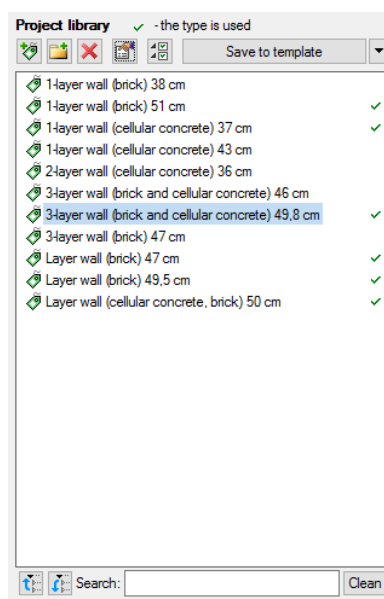 Project library ✓ -the type is used
Save to template
1-layer wall (brick) 38 cm
1-layer wall (brick) 51 cm
1-layer wall (cellular concrete) 37 cm
1-layer wall (cellular concrete) 43 cm
2-layer wall (cellular concrete) 36 cm
3-layer wall (brick and cellular concrete) 46 cm
3-layer wall (brick and cellular concrete) 49,8 cm
3-layer wall (brick) 47 cm
Layer wall (brick) 47 cm
Layer wall (brick) 49,5 cm
Layer wall (cellular concrete, brick) 50 cm
Search: Clean